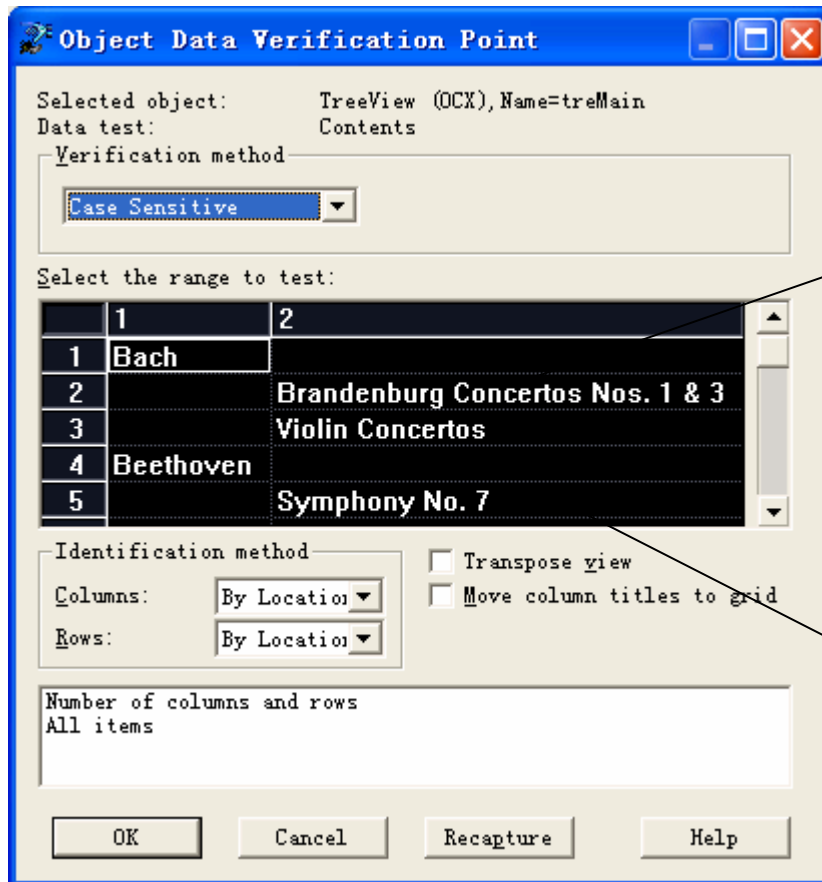 Object Data Verification Point
Selected object: TreeView (OCX),Name=treMain
Data test: Contents
Verification method
Case Sensitive
Select the range to test:
1 2
1 Bach
2 Brandenburg Concertos Nos. 1 & 3
3 Violin Concertos
4 Beethoven
5 Symphony No. 7
Identification method
Columns: By Locatio
Rows: By Locatio
Transpose view
Move column titles to grid
Number of columns and rows
All items
OK Cancel Recapture Help